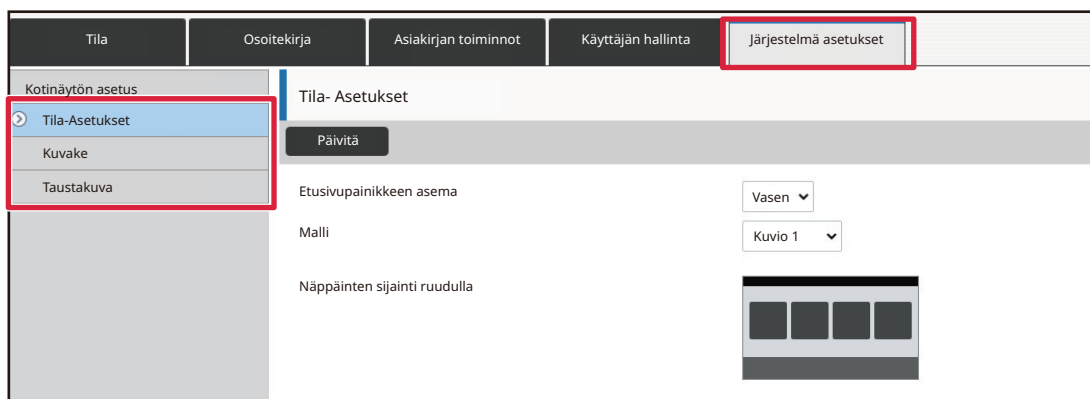 Tila
Osoitekirja
Asiakirjan toiminnot
Käyttäjän hallinta
Järjestelmä asetukset
Kotinäytön asetus
Tila-Asetukset
Kuvake
Taustakuva
Tila- Asetukset
Päivitä
Etusivupainikkeen asema
Vasen
Malli
Kuvio 1
Näppäinten sijainti ruudulla